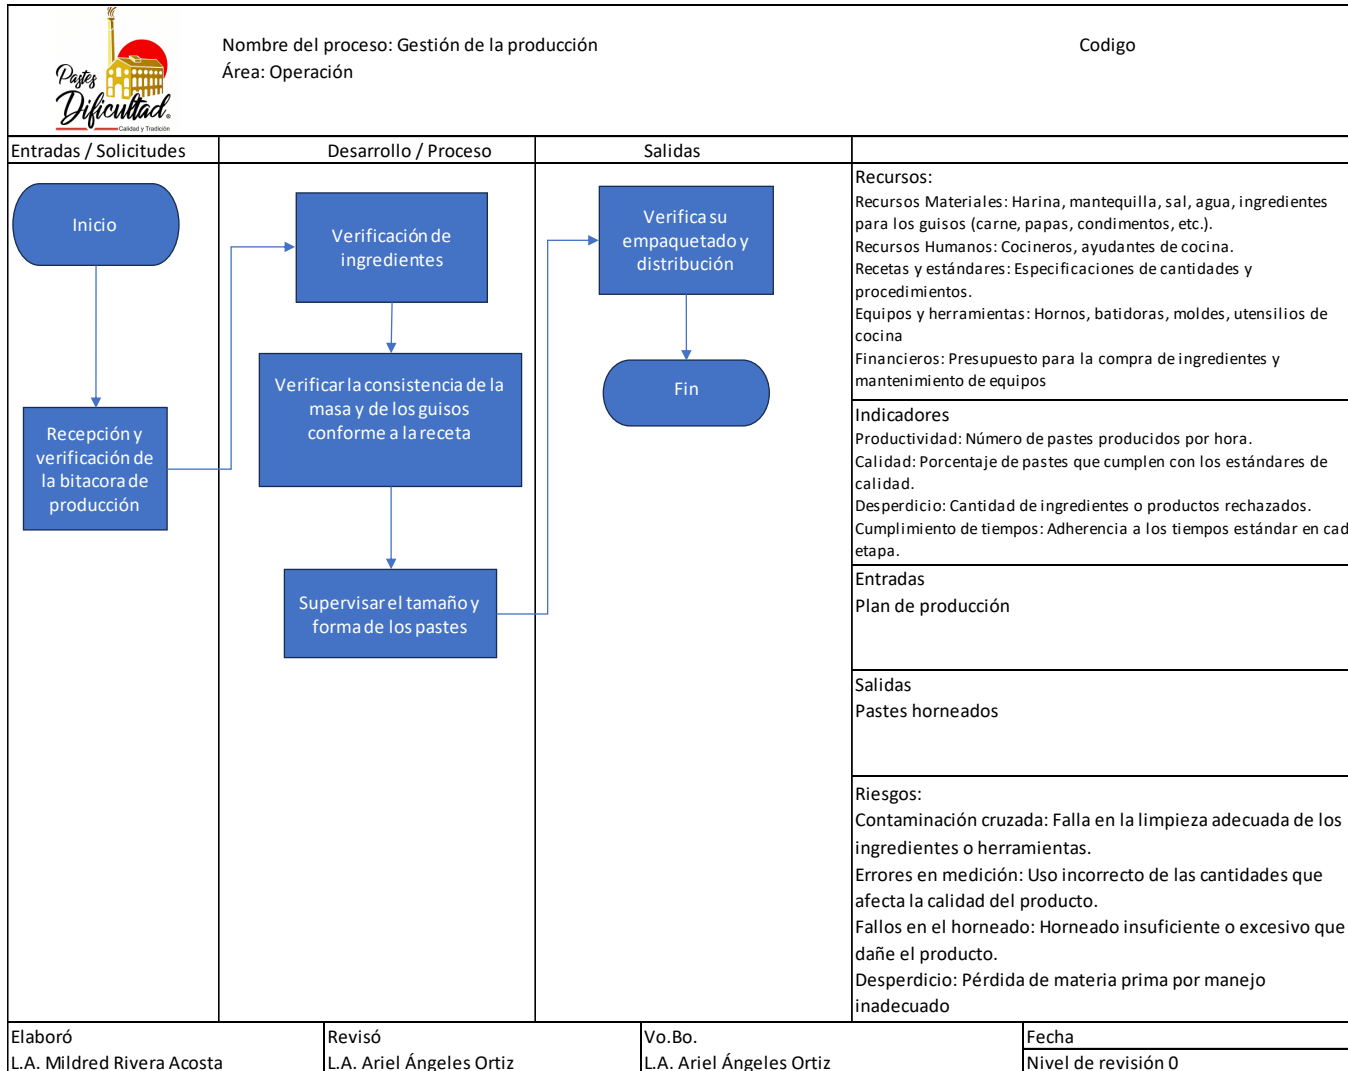 Pastes
Dificultad
Calidad y Tradición
Nombre del proceso: Gestión de la producción
Área: Operación
Codigo
Entradas / Solicitudes
Desarrollo / Proceso
Salidas
Inicio
Recepción y
verificación de
la bitacora de
producción
Verificación de
ingredientes
Verificar la consistencia de la
masa y de los guisos
conforme a la receta
Supervisar el tamaño y
forma de los pastes
Verifica su
empaquetado y
distribución
Fin
Recursos:
Recursos Materiales: Harina, mantequilla, sal, agua, ingredientes
para los guisos (carne, papas, condimentos, etc.).
Recursos Humanos: Cocineros, ayudantes de cocina.
Recetas y estándares: Especificaciones de cantidades y
procedimientos.
Equipos y herramientas: Hornos, batidoras, moldes, utensilios de
cocina
Financieros: Presupuesto para la compra de ingredientes y
mantenimiento de equipos
Indicadores
Productividad: Número de pastes producidos por hora.
Calidad: Porcentaje de pastes que cumplen con los estándares de
calidad.
Desperdicio: Cantidad de ingredientes o productos rechazados.
Cumplimiento de tiempos: Adherencia a los tiempos estándar en cad
etapa.
Entradas
Plan de producción
Salidas
Pastes horneados
Riesgos:
Contaminación cruzada: Falla en la limpieza adecuada de los
ingredientes o herramientas.
Errores en medición: Uso incorrecto de las cantidades que
afecta la calidad del producto.
Fallos en el horneado: Horneado insuficiente o excesivo que
dañe el producto.
Desperdicio: Pérdida de materia prima por manejo
inadecuado
Elaboró
L.A. Mildred Rivera Acosta
Revisó
L.A. Ariel Ángeles Ortiz
Vo.Bo.
L.A. Ariel Ángeles Ortiz
Fecha
Nivel de revisión 0